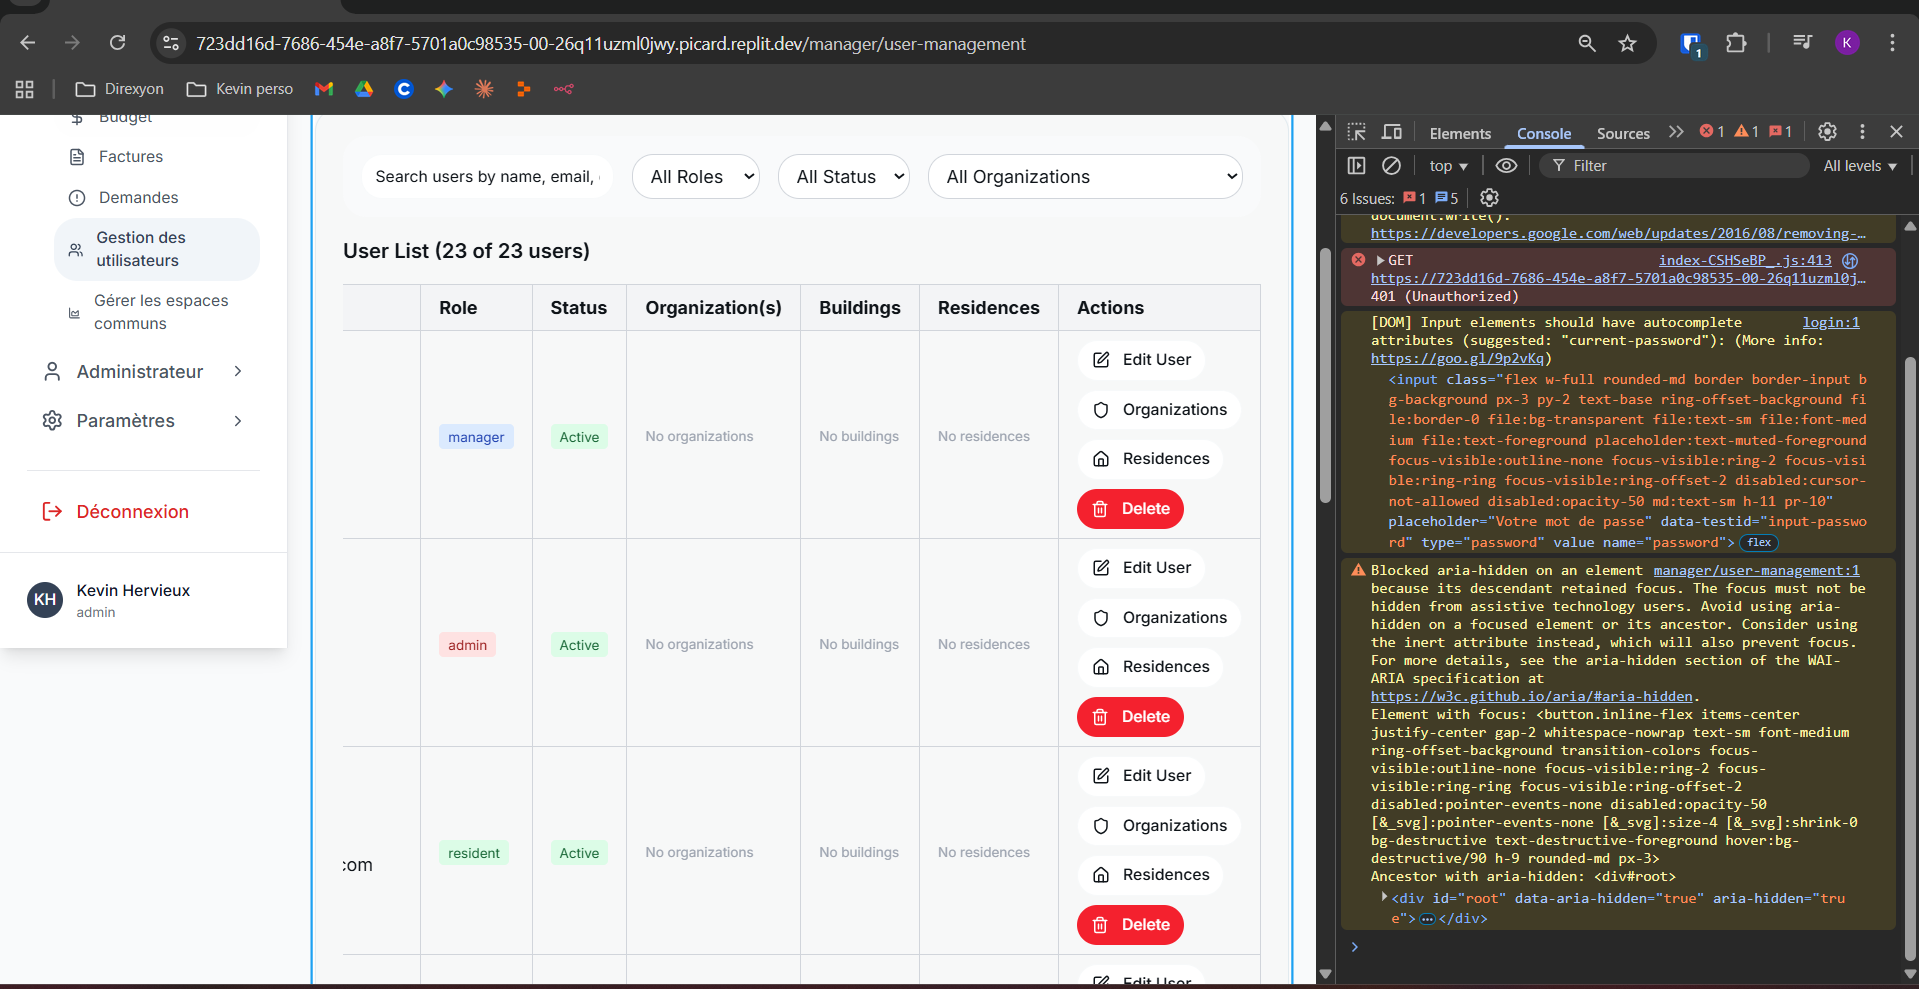 723dd16d-7686-454e-a8f7-5701a0c98535-00-26q11uzml0jwy.picard.replit.dev/manager/user-management
1
K
Direxyon
Kevin perso
Budget
Factures
Demandes
Gestion des
utilisateurs
Gérer les espaces
communs
Administrateur
Paramètres
Déconnexion
KH
Kevin Hervieux
admin
Search users by name, email,
All Roles
All Status
All Organizations
User List (23 of 23 users)
Role Status Organization(s) Buildings Residences Actions
manager Active No organizations No buildings No residences
Edit User
Organizations
Residences
Delete
admin Active No organizations No buildings No residences
Edit User
Organizations
Residences
Delete
com
resident Active No organizations No buildings No residences
Edit User
Organizations
Residences
Delete
Edit User
Elements Console Sources 1 1 1
top Filter All levels
6 Issues: 1 5
document.write().
https://developers.google.com/web/updates/2016/08/removing-…
GET index-CSHSeBP_.js:413
https://723dd16d-7686-454e-a8f7-5701a0c98535-00-26q11uzml0j…
401 (Unauthorized)
[DOM] Input elements should have autocomplete login:1
attributes (suggested: "current-password"): (More info:
https://goo.gl/9p2vKq)
<input class="flex w-full rounded-md border border-input b
g-background px-3 py-2 text-base ring-offset-background fi
le:border-0 file:bg-transparent file:text-sm file:font-med
ium file:text-foreground placeholder:text-muted-foreground
focus-visible:outline-none focus-visible:ring-2 focus-visi
ble:ring-ring focus-visible:ring-offset-2 disabled:cursor-
not-allowed disabled:opacity-50 md:text-sm h-11 pr-10"
placeholder="Votre mot de passe" data-testid="input-passwo
rd" type="password" value name="password"> flex
Blocked aria-hidden on an element manager/user-management:1
because its descendant retained focus. The focus must not be
hidden from assistive technology users. Avoid using aria-
hidden on a focused element or its ancestor. Consider using
the inert attribute instead, which will also prevent focus.
For more details, see the aria-hidden section of the WAI-
ARIA specification at
https://w3c.github.io/aria/#aria-hidden.
Element with focus: <button.inline-flex items-center
justify-center gap-2 whitespace-nowrap text-sm font-medium
ring-offset-background transition-colors focus-
visible:outline-none focus-visible:ring-2 focus-
visible:ring-ring focus-visible:ring-offset-2
disabled:pointer-events-none disabled:opacity-50
[&_svg]:pointer-events-none [&_svg]:size-4 [&_svg]:shrink-0
bg-destructive text-destructive-foreground hover:bg-
destructive/90 h-9 rounded-md px-3>
Ancestor with aria-hidden: <div#root>
<div id="root" data-aria-hidden="true" aria-hidden="tru
e">…</div>